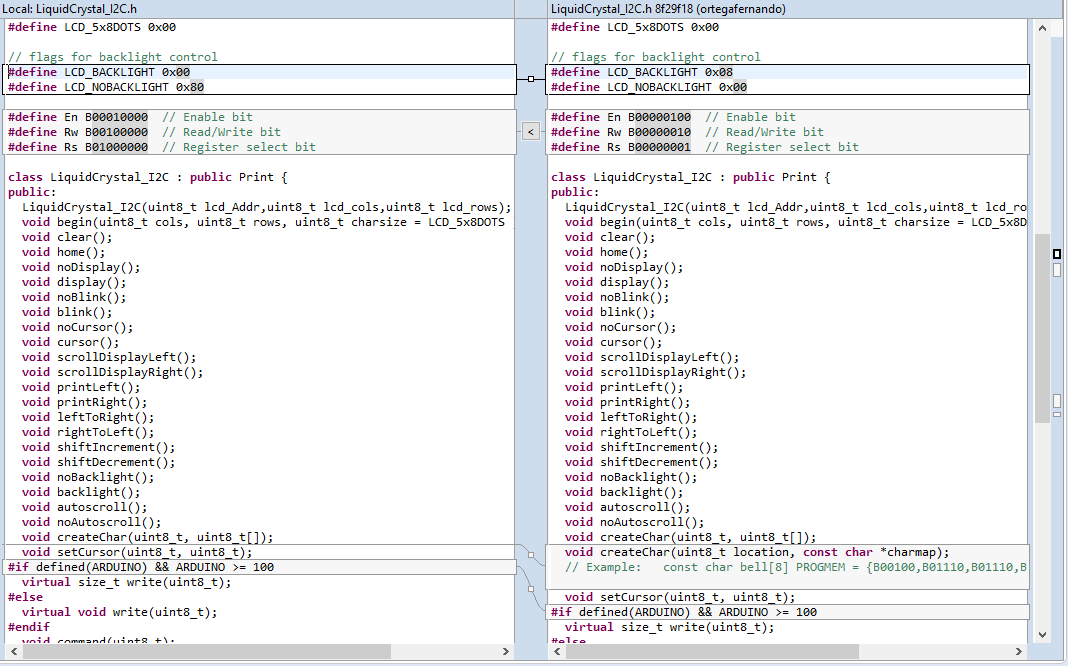 Local: LiquidCrystal_I2C.h
#define LCD_5x8DOTS 0x00
// flags for backlight control
#define LCD_BACKLIGHT 0x00
#define LCD_NOBACKLIGHT 0x80
#define En B00010000  // Enable bit
#define Rw B00100000  // Read/Write bit
#define Rs B01000000  // Register select bit
class LiquidCrystal_I2C : public Print {
public:
  LiquidCrystal_I2C(uint8_t lcd_Addr,uint8_t lcd_cols,uint8_t lcd_rows);
  void begin(uint8_t cols, uint8_t rows, uint8_t charsize = LCD_5x8DOTS
  void clear();
  void home();
  void noDisplay();
  void display();
  void noBlink();
  void blink();
  void noCursor();
  void cursor();
  void scrollDisplayLeft();
  void scrollDisplayRight();
  void printLeft();
  void printRight();
  void leftToRight();
  void rightToLeft();
  void shiftIncrement();
  void shiftDecrement();
  void noBacklight();
  void backlight();
  void autoscroll();
  void noAutoscroll();
  void createChar(uint8_t, uint8_t[]);
  void setCursor(uint8_t, uint8_t);
#if defined(ARDUINO) && ARDUINO >= 100
  virtual size_t write(uint8_t);
#else
  virtual void write(uint8_t);
#endif
  void command(uint8_t);
<
LiquidCrystal_I2C.h 8f29f18 (ortegafernando)
#define LCD_5x8DOTS 0x00
// flags for backlight control
#define LCD_BACKLIGHT 0x08
#define LCD_NOBACKLIGHT 0x00
#define En B00000100  // Enable bit
#define Rw B00000010  // Read/Write bit
#define Rs B00000001  // Register select bit
class LiquidCrystal_I2C : public Print {
public:
  LiquidCrystal_I2C(uint8_t lcd_Addr,uint8_t lcd_cols,uint8_t lcd_ro
  void begin(uint8_t cols, uint8_t rows, uint8_t charsize = LCD_5x8D
  void clear();
  void home();
  void noDisplay();
  void display();
  void noBlink();
  void blink();
  void noCursor();
  void cursor();
  void scrollDisplayLeft();
  void scrollDisplayRight();
  void printLeft();
  void printRight();
  void leftToRight();
  void rightToLeft();
  void shiftIncrement();
  void shiftDecrement();
  void noBacklight();
  void backlight();
  void autoscroll();
  void noAutoscroll();
  void createChar(uint8_t, uint8_t[]);
  void createChar(uint8_t location, const char *charmap);
  // Example:   const char bell[8] PROGMEM = {B00100,B01110,B01110,B
  void setCursor(uint8_t, uint8_t);
#if defined(ARDUINO) && ARDUINO >= 100
  virtual size_t write(uint8_t);
#else